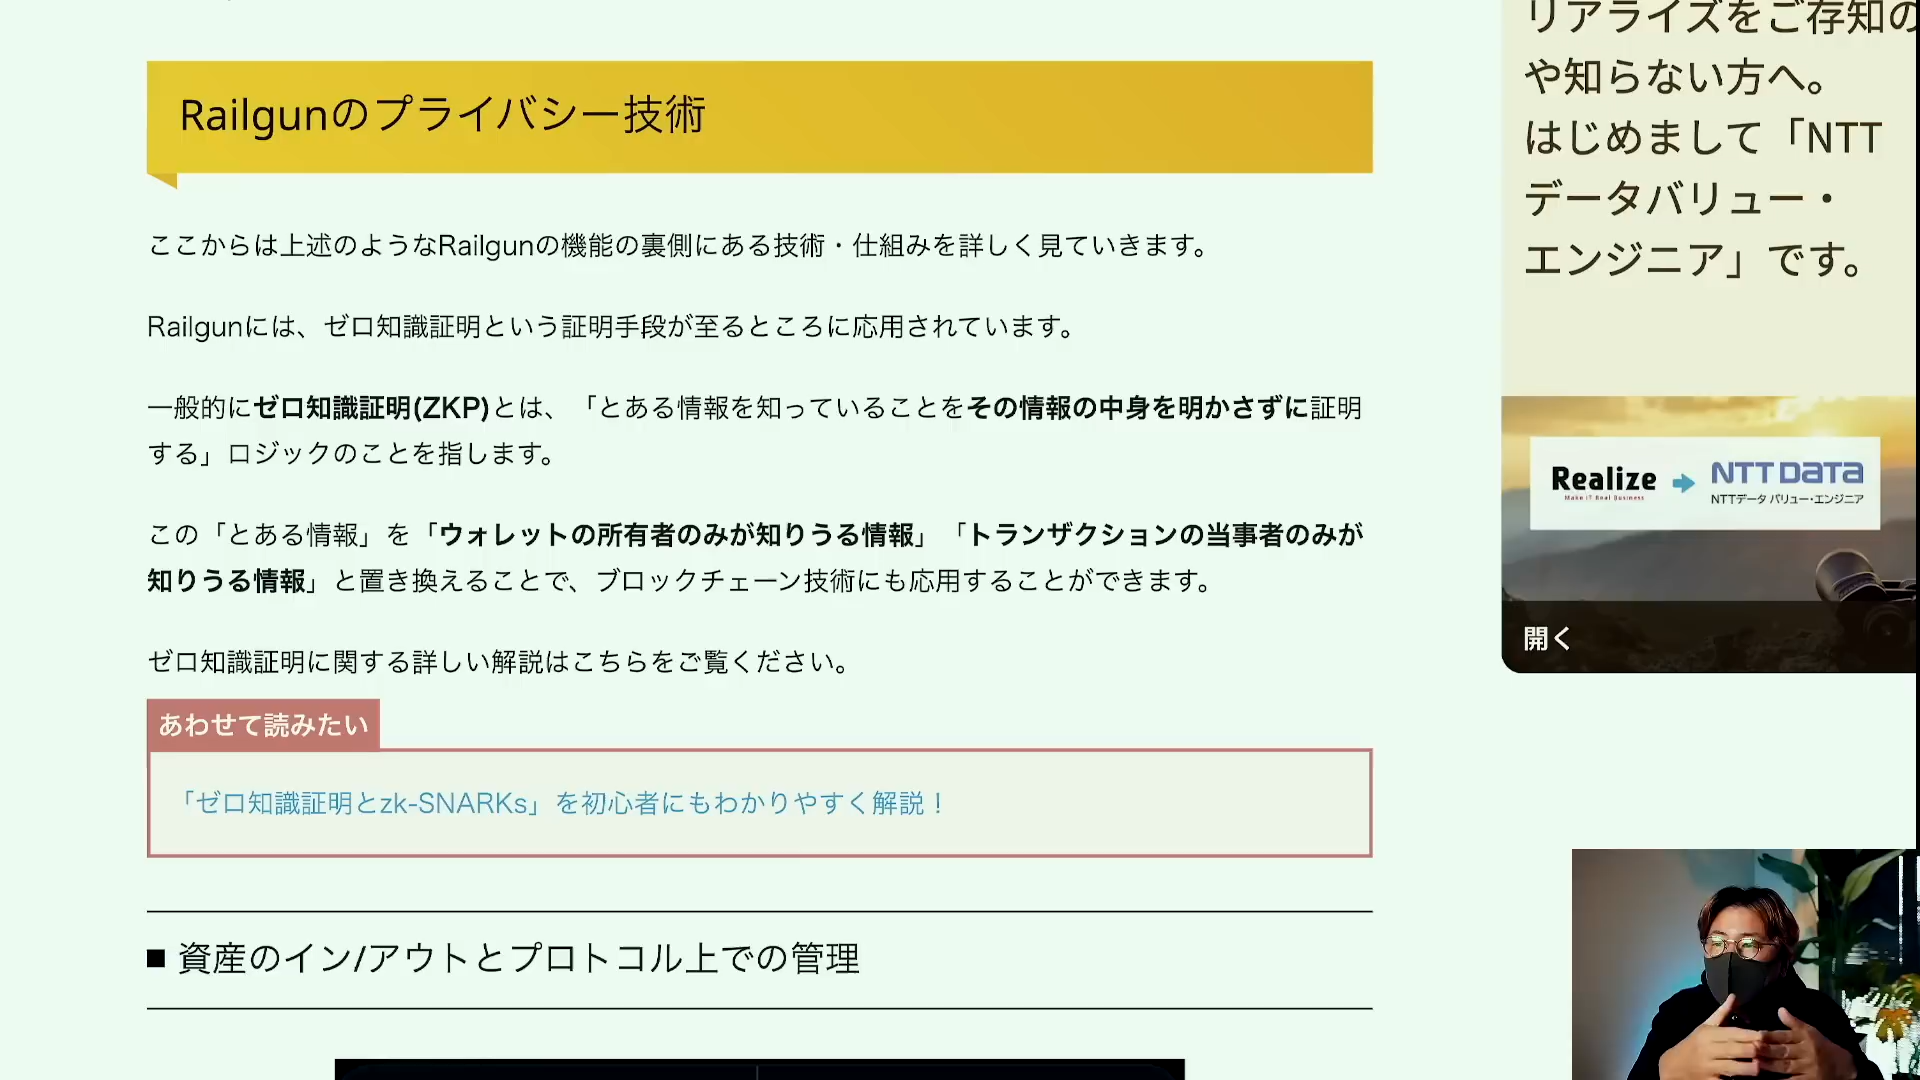 Railgunのプライバシー技術
ここからは上述のようなRailgunの機能の裏側にある技術・仕組みを詳しく見ていきます。
Railgunには、ゼロ知識証明という証明手段が至るところに応用されています。
一般的にゼロ知識証明(ZKP)とは、「とある情報を知っていることをその情報の中身を明かさずに証明
する」ロジックのことを指します。
この「とある情報」を「ウォレットの所有者のみが知りうる情報」「トランザクションの当事者のみが
知りうる情報」と置き換えることで、ブロックチェーン技術にも応用することができます。
ゼロ知識証明に関する詳しい解説はこちらをご覧ください。
あわせて読みたい
「ゼロ知識証明とzk-SNARKs」を初心者にもわかりやすく解説！
■ 資産のイン/アウトとプロトコル上での管理
リアライズをご存知の
や知らない方へ。
はじめまして「NTT
データバリュー・
エンジニア」です。
Realize
Make IT Real Business
NTT DATA
NTTデータ バリュー・エンジニア
開く